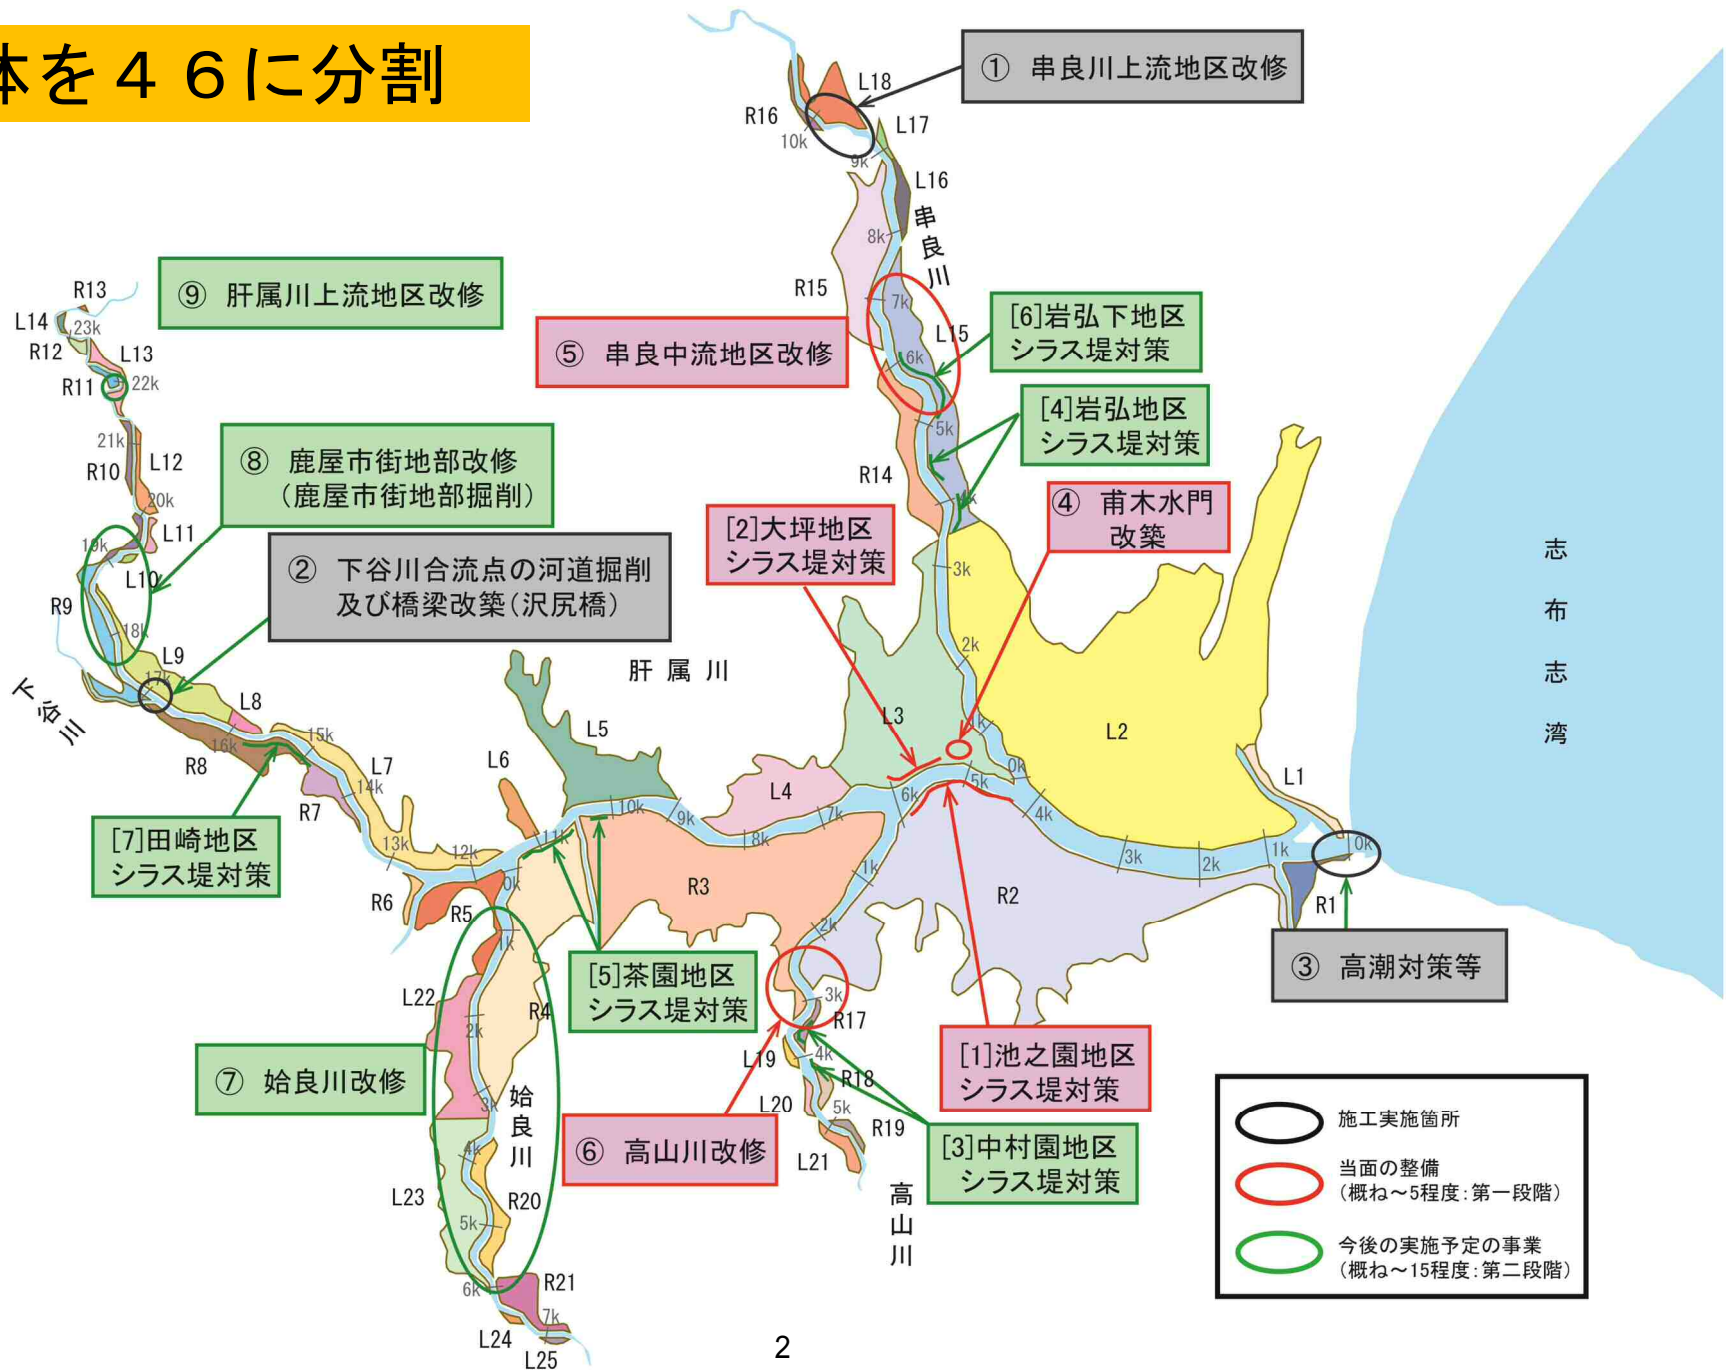 体を４６に分割
① 串良川上流地区改修
L18
R16
10k
L17
9k
L16
串良川
8k
R15
7k
L15
6k
[6]岩弘下地区
シラス堤対策
⑤ 串良中流地区改修
[4]岩弘地区
シラス堤対策
5k
R14
4k
④ 甫木水門
改築
[2]大坪地区
シラス堤対策
3k
2k
1k
0k
⑨ 肝属川上流地区改修
R13
L14
23k
R12
L13
R11
22k
21k
R10
L12
20k
L11
19k
L10
R9
18k
⑧ 鹿屋市街地部改修
（鹿屋市街地部掘削）
② 下谷川合流点の河道掘削
及び橋梁改築（沢尻橋）
L9
17k
下谷川
L8
16k
R8
15k
L7
14k
R7
13k
[7]田崎地区
シラス堤対策
肝属川
L5
L6
L4
L3
L2
L1
志布志湾
12k
11k
10k
9k
8k
7k
6k
5k
4k
3k
2k
1k
0k
R6
R5
R3
R2
R1
③ 高潮対策等
0k
1k
L22
R4
2k
3k
[5]茶園地区
シラス堤対策
⑦ 姶良川改修
姶良川
4k
L23
R20
5k
6k
R21
7k
L24
L25
1k
2k
3k
R17
L19
4k
R18
L20
5k
R19
L21
⑥ 高山川改修
高山川
[1]池之園地区
シラス堤対策
[3]中村園地区
シラス堤対策
施工実施箇所
当面の整備
（概ね～5程度：第一段階）
今後の実施予定の事業
（概ね～15程度：第二段階）
2